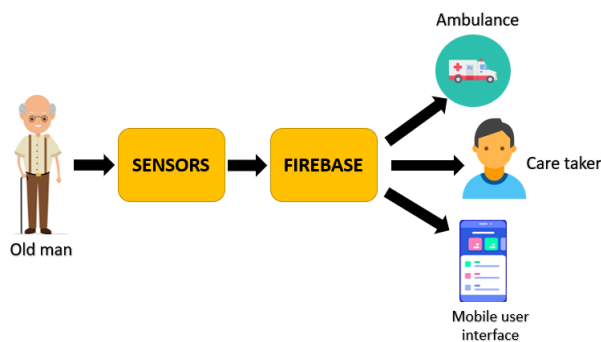 Ambulance
SENSORS
FIREBASE
Care taker
Old man
Mobile user
interface